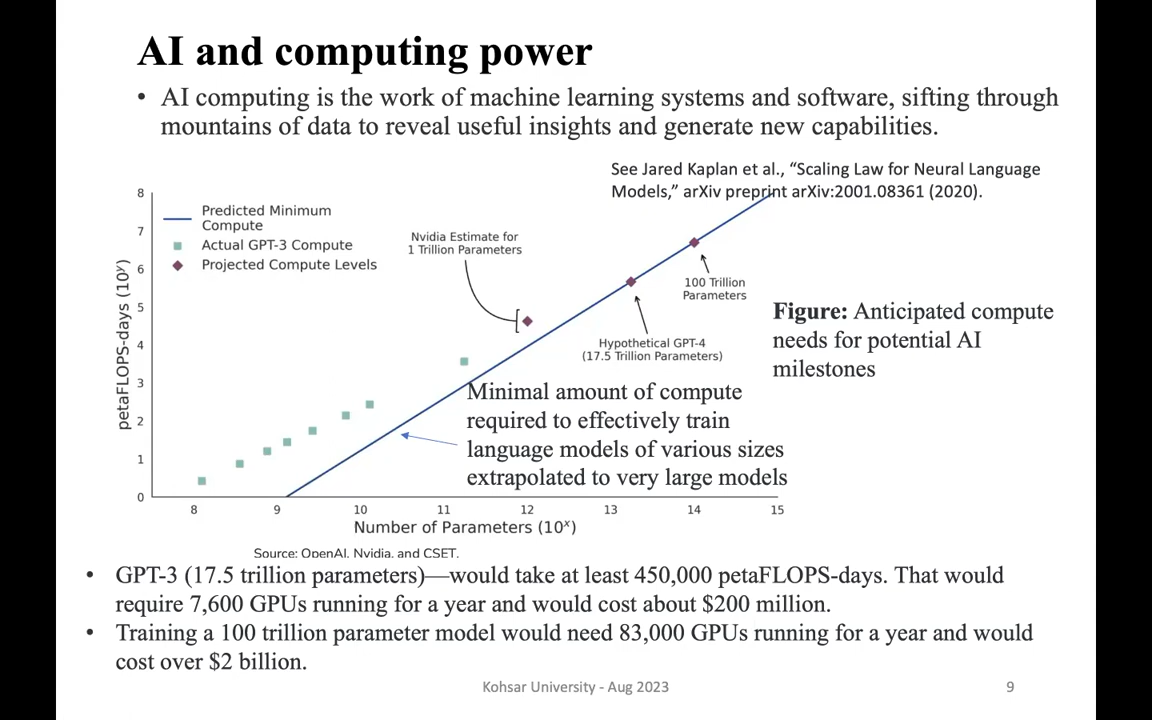 AI and computing power
• AI computing is the work of machine learning systems and software, sifting through
mountains of data to reveal useful insights and generate new capabilities.
See Jared Kaplan et al., “Scaling Law for Neural Language
Models,” arXiv preprint arXiv:2001.08361 (2020).
8
7
6
5
4
3
2
1
0
petaFLOPS-days (10ʸ)
Predicted Minimum
Compute
Actual GPT-3 Compute
Projected Compute Levels
Nvidia Estimate for
1 Trillion Parameters
100 Trillion
Parameters
Hypothetical GPT-4
(17.5 Trillion Parameters)
Figure: Anticipated compute
needs for potential AI
milestones
Minimal amount of compute
required to effectively train
language models of various sizes
extrapolated to very large models
8 9 10 11 12 13 14 15
Number of Parameters (10ˣ)
Source: OpenAI, Nvidia, and CSET.
• GPT-3 (17.5 trillion parameters)—would take at least 450,000 petaFLOPS-days. That would
require 7,600 GPUs running for a year and would cost about $200 million.
• Training a 100 trillion parameter model would need 83,000 GPUs running for a year and would
cost over $2 billion.
Kohsar University - Aug 2023
9